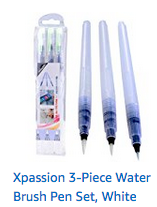 Xpassion 3-Piece Water
Brush Pen Set, White